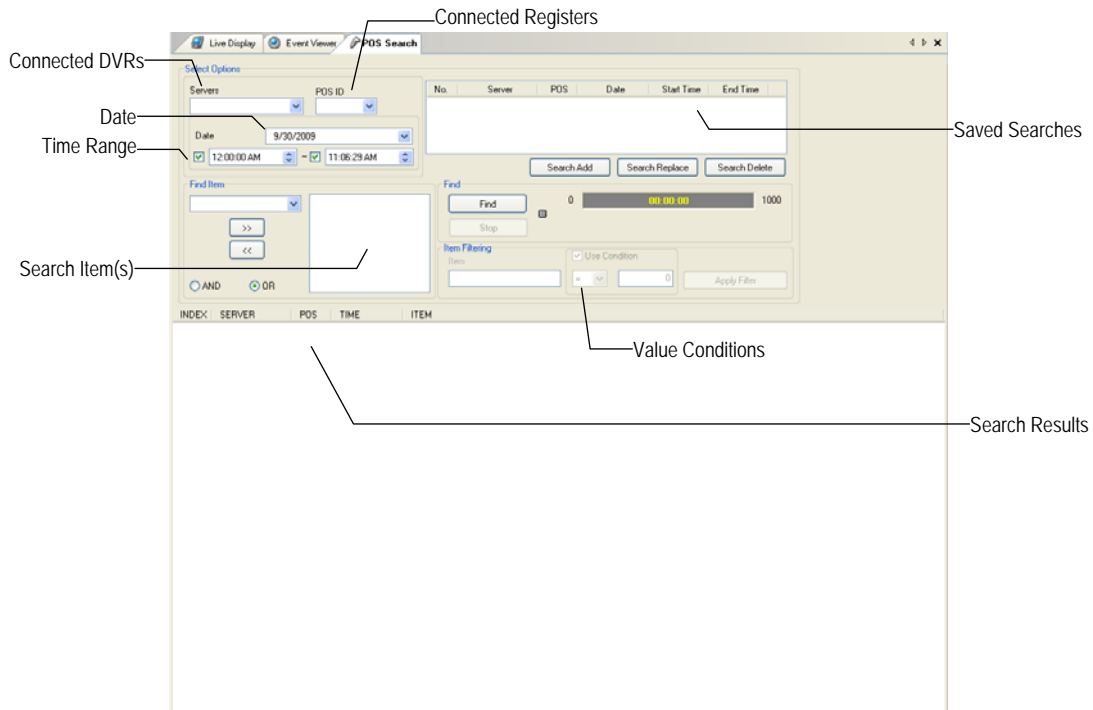 Connected Registers
Live Display Event Viewer POS Search
Connected DVRs
Select Options
Servers POS ID
No. Server POS Date Start Time End Time
Date
Date 9/30/2009
Saved Searches
Time Range
12:00:00 AM ~ 11:06:29 AM
Search Add Search Replace Search Delete
Find Item
Find
Find 0 00:00:00 1000
>>
Stop
<<
Item Filtering
Item Use Condition
Search Item(s)
= 0 Apply Filter
AND OR
INDEX SERVER POS TIME ITEM
Value Conditions
Search Results